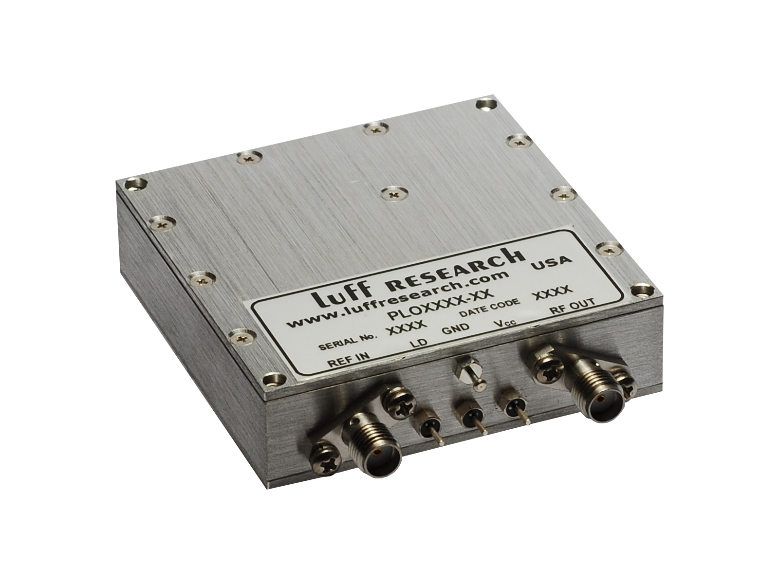 Luff RESEARCH USA
www.luffresearch.com
PLOXXXX-XX
SERIAL No. XXXX DATE CODE XXXX
REF IN LD GND Vcc RF OUT